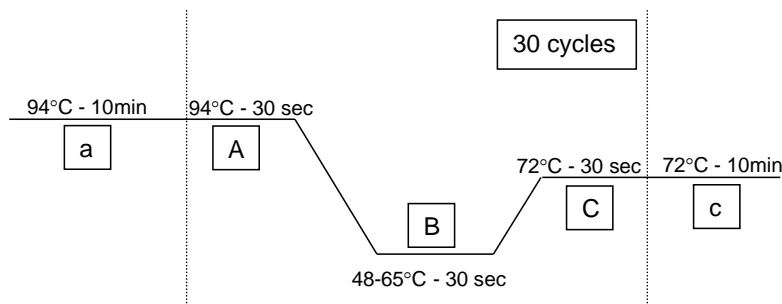 30 cycles
94°C - 10min
94°C - 30 sec
72°C - 30 sec
72°C - 10min
a
A
B
C
c
48-65°C - 30 sec